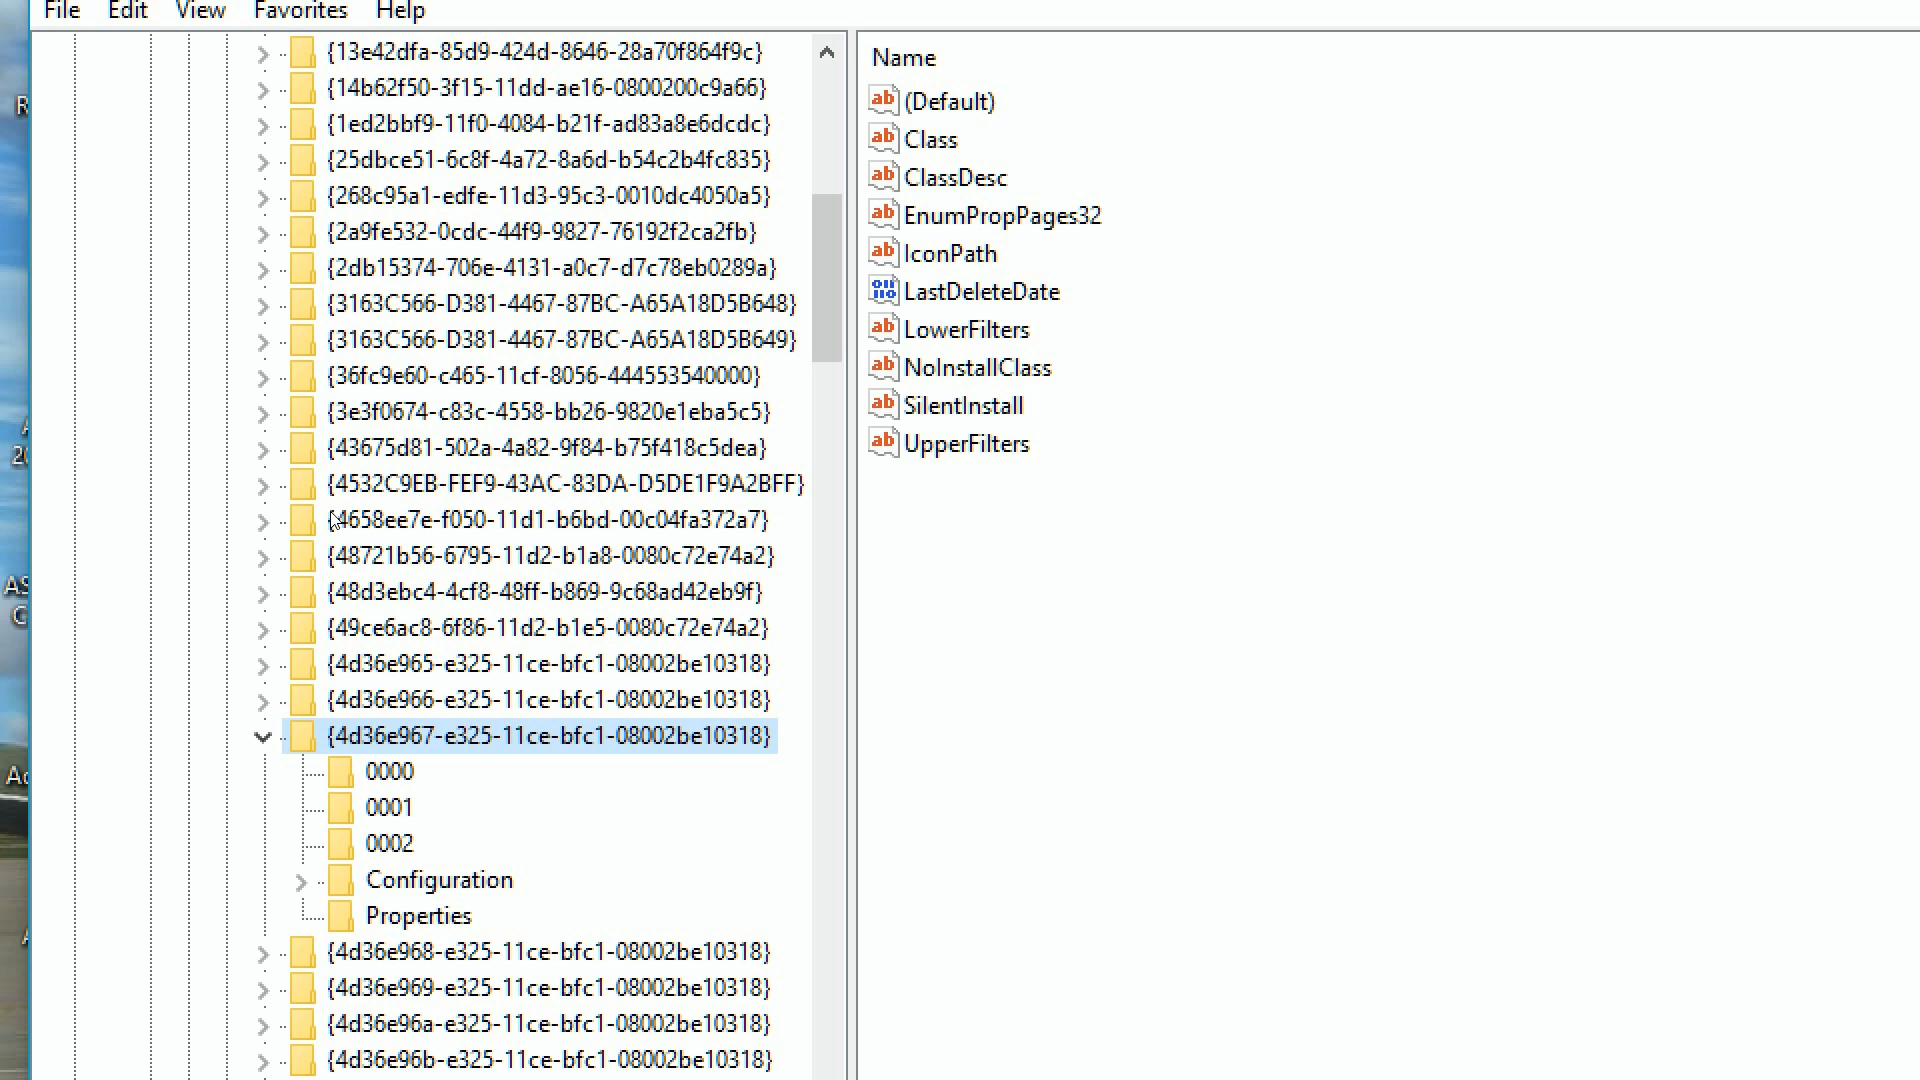 File Edit View Favorites Help
{13e42dfa-85d9-424d-8646-28a70f864f9c}
{14b62f50-3f15-11dd-ae16-0800200c9a66}
{1ed2bbf9-11f0-4084-b21f-ad83a8e6dcdc}
{25dbce51-6c8f-4a72-8a6d-b54c2b4fc835}
{268c95a1-edfe-11d3-95c3-0010dc4050a5}
{2a9fe532-0cdc-44f9-9827-76192f2ca2fb}
{2db15374-706e-4131-a0c7-d7c78eb0289a}
{3163C566-D381-4467-87BC-A65A18D5B648}
{3163C566-D381-4467-87BC-A65A18D5B649}
{36fc9e60-c465-11cf-8056-444553540000}
{3e3f0674-c83c-4558-bb26-9820e1eba5c5}
{43675d81-502a-4a82-9f84-b75f418c5dea}
{4532C9EB-FEF9-43AC-83DA-D5DE1F9A2BFF}
{4658ee7e-f050-11d1-b6bd-00c04fa372a7}
{48721b56-6795-11d2-b1a8-0080c72e74a2}
{48d3ebc4-4cf8-48ff-b869-9c68ad42eb9f}
{49ce6ac8-6f86-11d2-b1e5-0080c72e74a2}
{4d36e965-e325-11ce-bfc1-08002be10318}
{4d36e966-e325-11ce-bfc1-08002be10318}
{4d36e967-e325-11ce-bfc1-08002be10318}
0000
0001
0002
Configuration
Properties
{4d36e968-e325-11ce-bfc1-08002be10318}
{4d36e969-e325-11ce-bfc1-08002be10318}
{4d36e96a-e325-11ce-bfc1-08002be10318}
{4d36e96b-e325-11ce-bfc1-08002be10318}
Name
(Default)
Class
ClassDesc
EnumPropPages32
IconPath
LastDeleteDate
LowerFilters
NoInstallClass
SilentInstall
UpperFilters